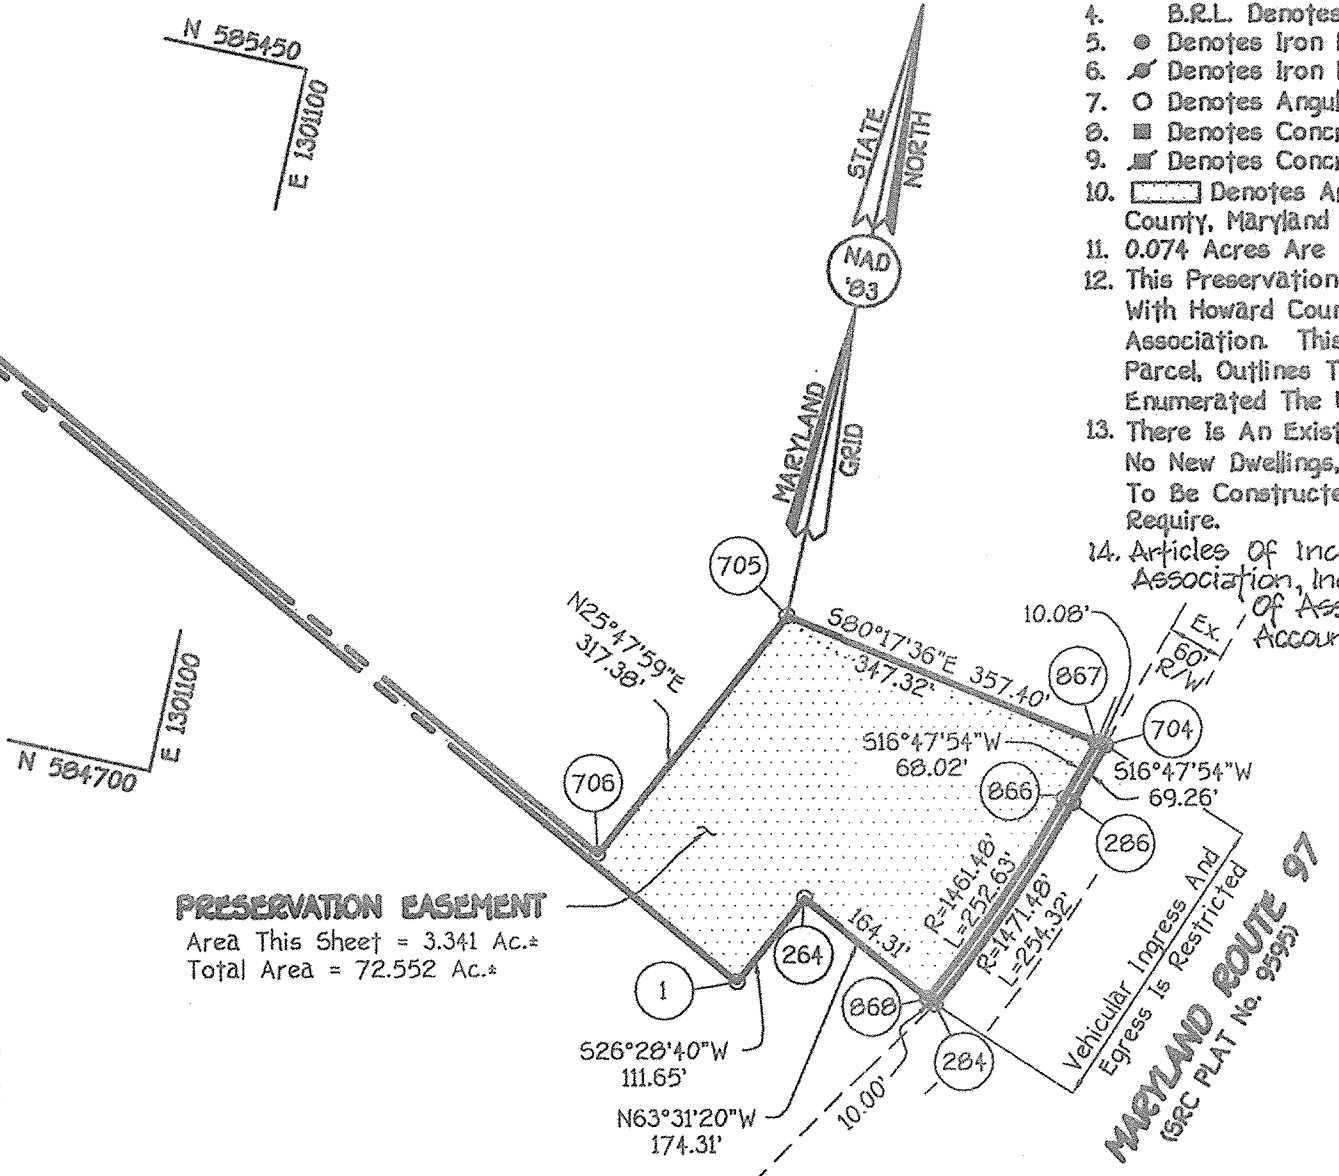 N 585450
E 1301100
STATE
NORTH
NAD
'83
MARYLAND
GRID
4. B.R.L. Denotes
5. Denotes Iron
6. Denotes Iron
7. Denotes Angul
8. Denotes Concr
9. Denotes Concr
10. Denotes Ar
County, Maryland
11. 0.074 Acres Are
12. This Preservation
With Howard Cour
Association. This
Parcel, Outlines T
Enumerated The U
13. There Is An Exist
No New Dwellings,
To Be Constructe
Require.
14. Articles Of Inc
Association, Inc
Of Ass
Accour
705
N25°47'59"E
317.38'
S80°17'36"E 357.40'
347.32'
10.08'
Ex.
60'
R/W
867
704
S16°47'54"W
68.02'
S16°47'54"W
69.26'
866
286
N 584700
E 1301100
706
PRESERVATION EASEMENT
Area This Sheet = 3.341 Ac.±
Total Area = 72.552 Ac.±
R=1461.48'
L=252.63'
R=1471.48'
L=254.32'
164.31'
264
1
868
284
S26°28'40"W
111.65'
N63°31'20"W
174.31'
10.00'
Vehicular Ingress And
Egress Is Restricted
MARYLAND ROUTE 97
(SRC PLAT No. 9595)